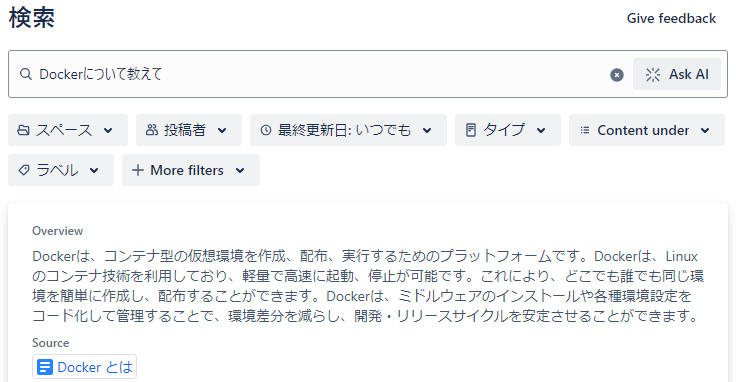 検索
Give feedback
Dockerについて教えて
Ask AI
スペース
投稿者
最終更新日: いつでも
タイプ
Content under
ラベル
More filters
Overview
Dockerは、コンテナ型の仮想環境を作成、配布、実行するためのプラットフォームです。Dockerは、Linux
のコンテナ技術を利用しており、軽量で高速に起動、停止が可能です。これにより、どこでも誰でも同じ環
境を簡単に作成し、配布することができます。Dockerは、ミドルウェアのインストールや各種環境設定を
コード化して管理することで、環境差分を減らし、開発・リリースサイクルを安定させることができます。
Source
Docker とは